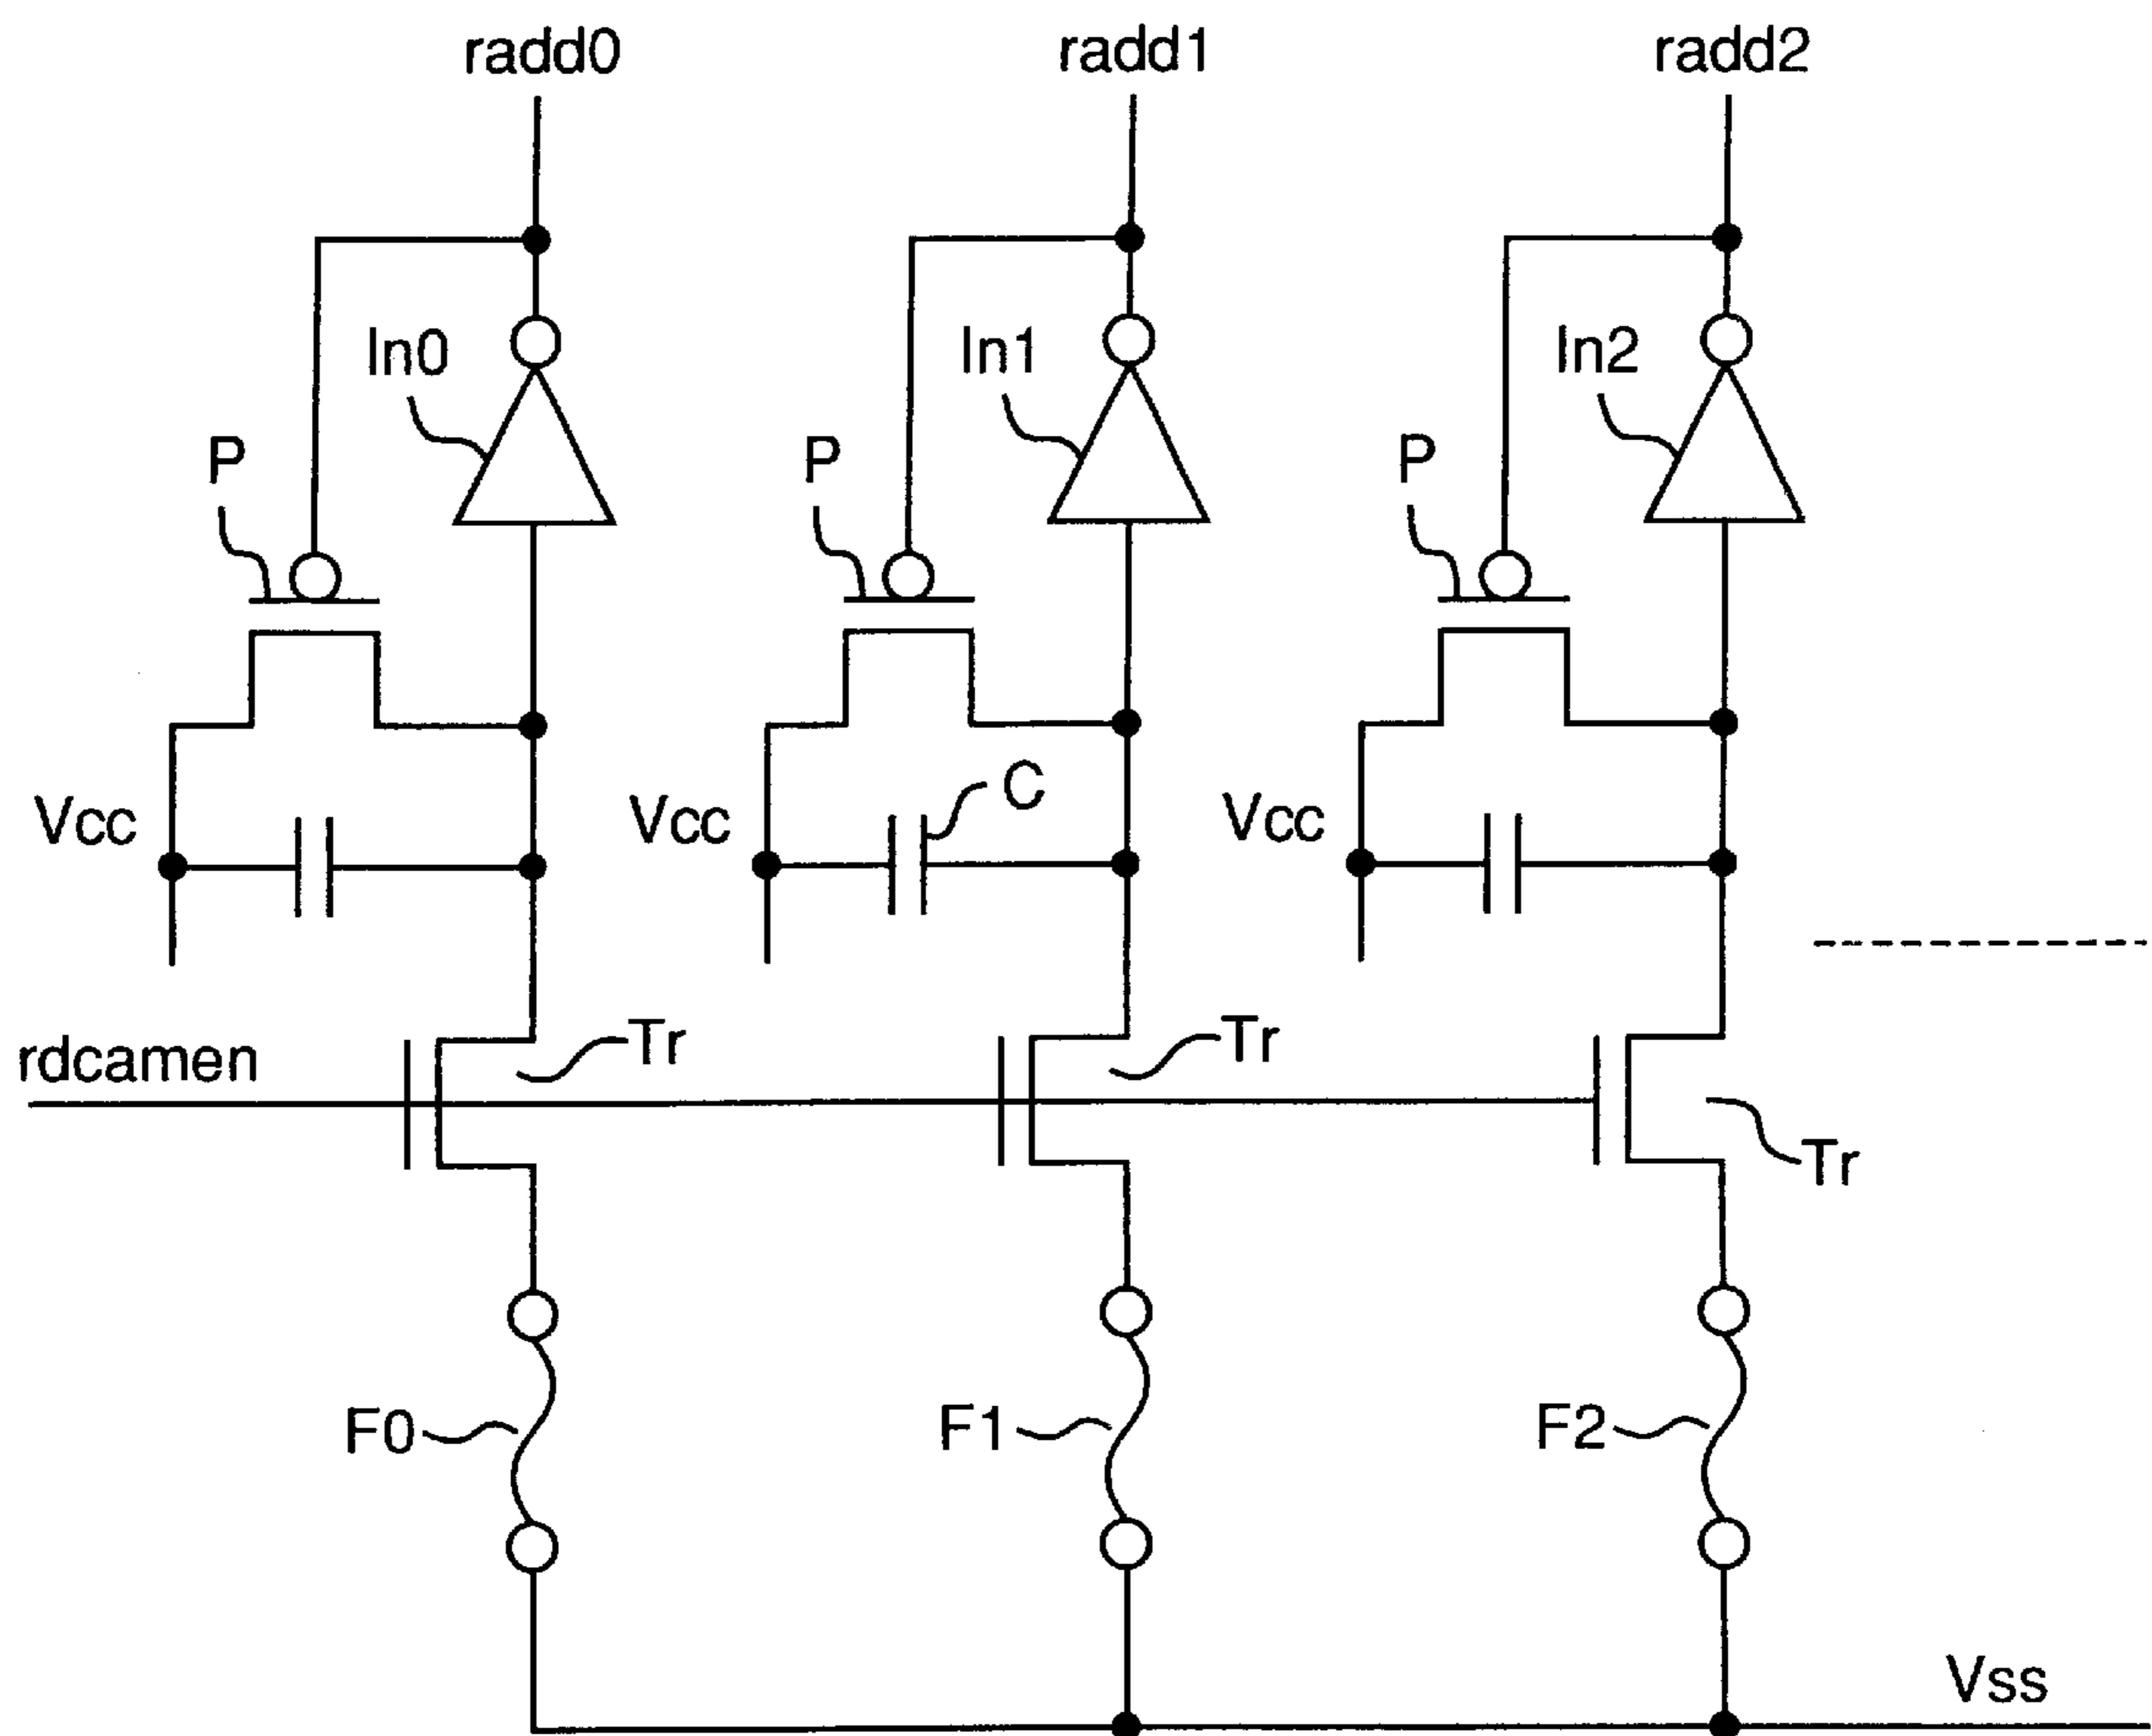 radd0 radd1 radd2
In0 In1 In2
P P P
C
Vcc Vcc Vcc
Tr Tr
rdcamen
Tr
F0 F1 F2
Vss